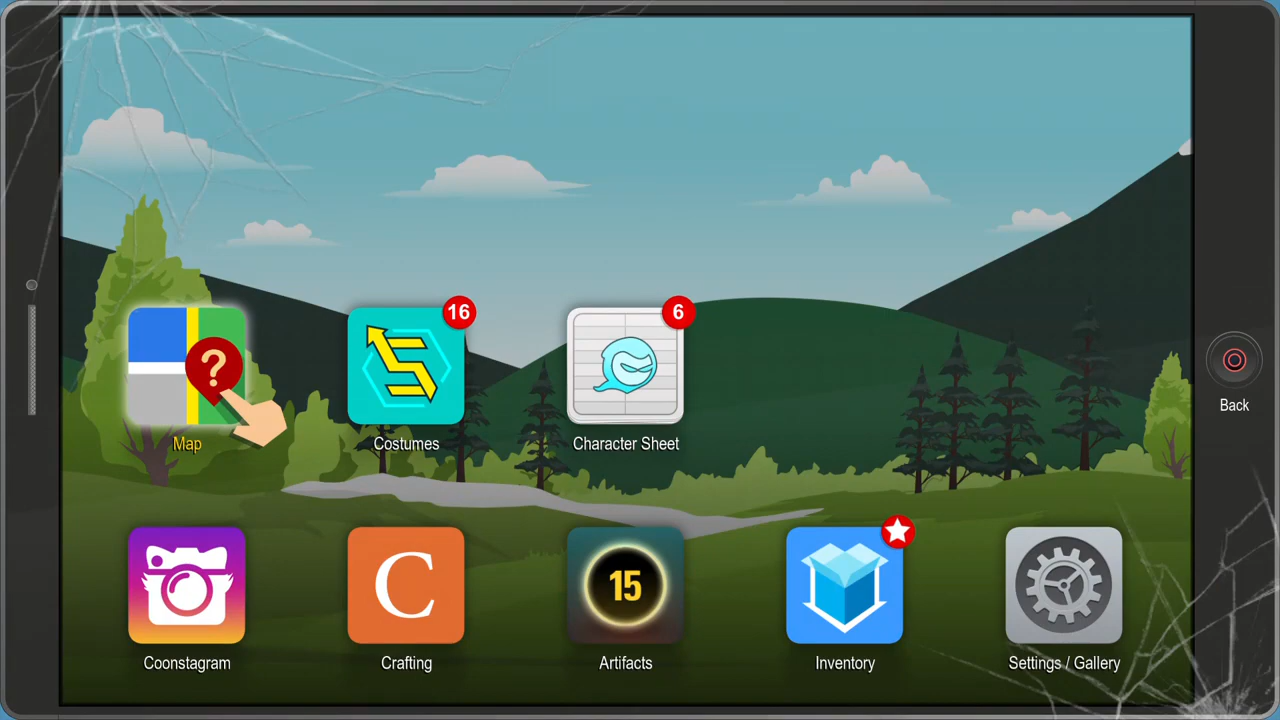 16
6
?
Map
Costumes
Character Sheet
Back
C
15
Coonstagram
Crafting
Artifacts
Inventory
Settings / Gallery